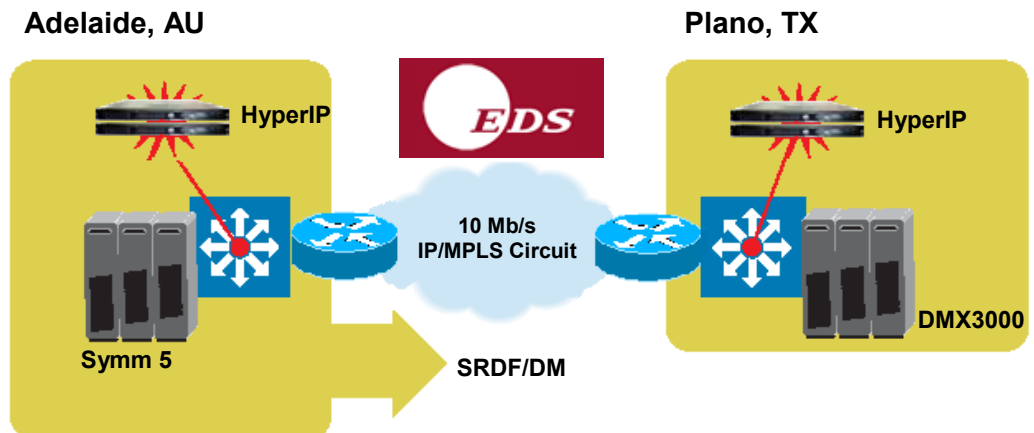 Adelaide, AU
Plano, TX
HyperIP
EDS
HyperIP
10 Mb/s
IP/MPLS Circuit
Symm 5
DMX3000
SRDF/DM